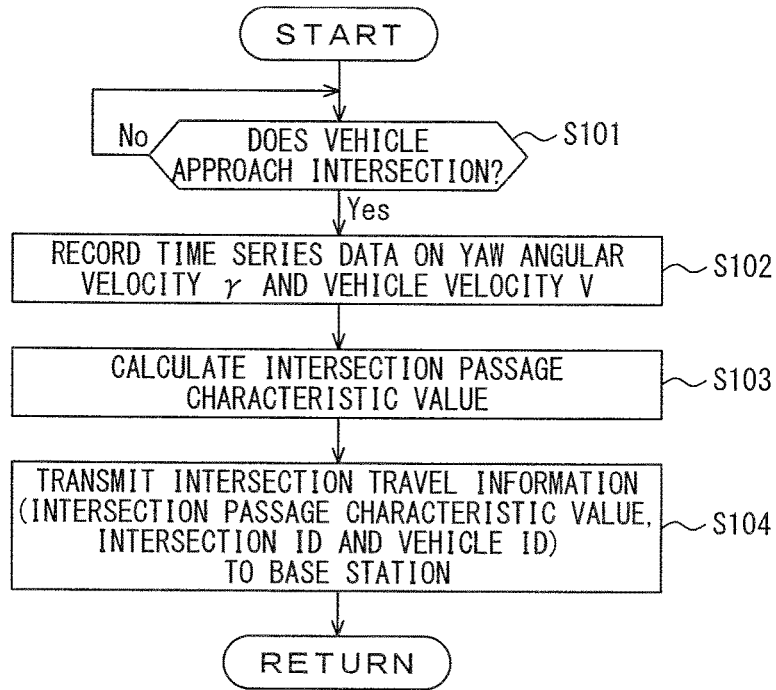 START
No
DOES VEHICLE
APPROACH INTERSECTION?
S101
Yes
RECORD TIME SERIES DATA ON YAW ANGULAR
VELOCITY γ AND VEHICLE VELOCITY V
S102
CALCULATE INTERSECTION PASSAGE
CHARACTERISTIC VALUE
S103
TRANSMIT INTERSECTION TRAVEL INFORMATION
(INTERSECTION PASSAGE CHARACTERISTIC VALUE,
INTERSECTION ID AND VEHICLE ID)
TO BASE STATION
S104
RETURN